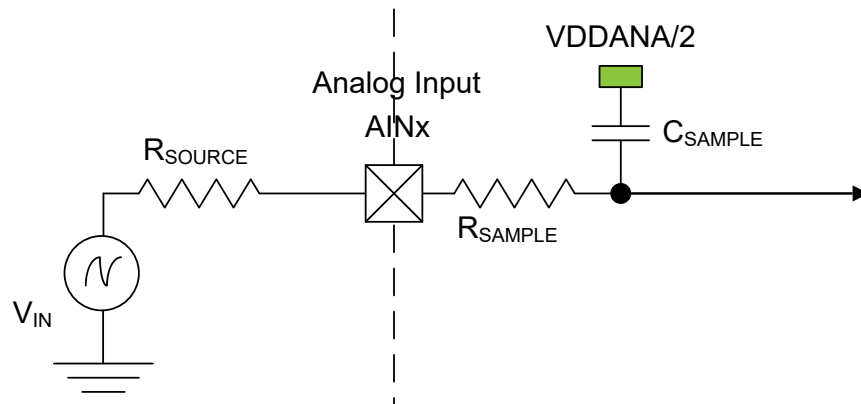 VDDANA/2
Analog Input
AINx
CSAMPLE
RSOURCE
RSAMPLE
VIN